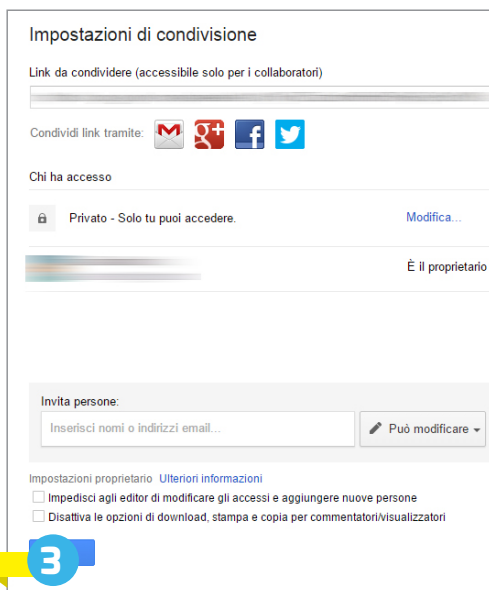 Impostazioni di condivisione
Link da condividere (accessibile solo per i collaboratori)
Condividi link tramite:
Chi ha accesso
Privato - Solo tu puoi accedere. Modifica...
È il proprietario
Invita persone:
Inserisci nomi o indirizzi email... Può modificare
Impostazioni proprietario Ulteriori informazioni
Impedisci agli editor di modificare gli accessi e aggiungere nuove persone
Disattiva le opzioni di download, stampa e copia per commentatori/visualizzatori
3